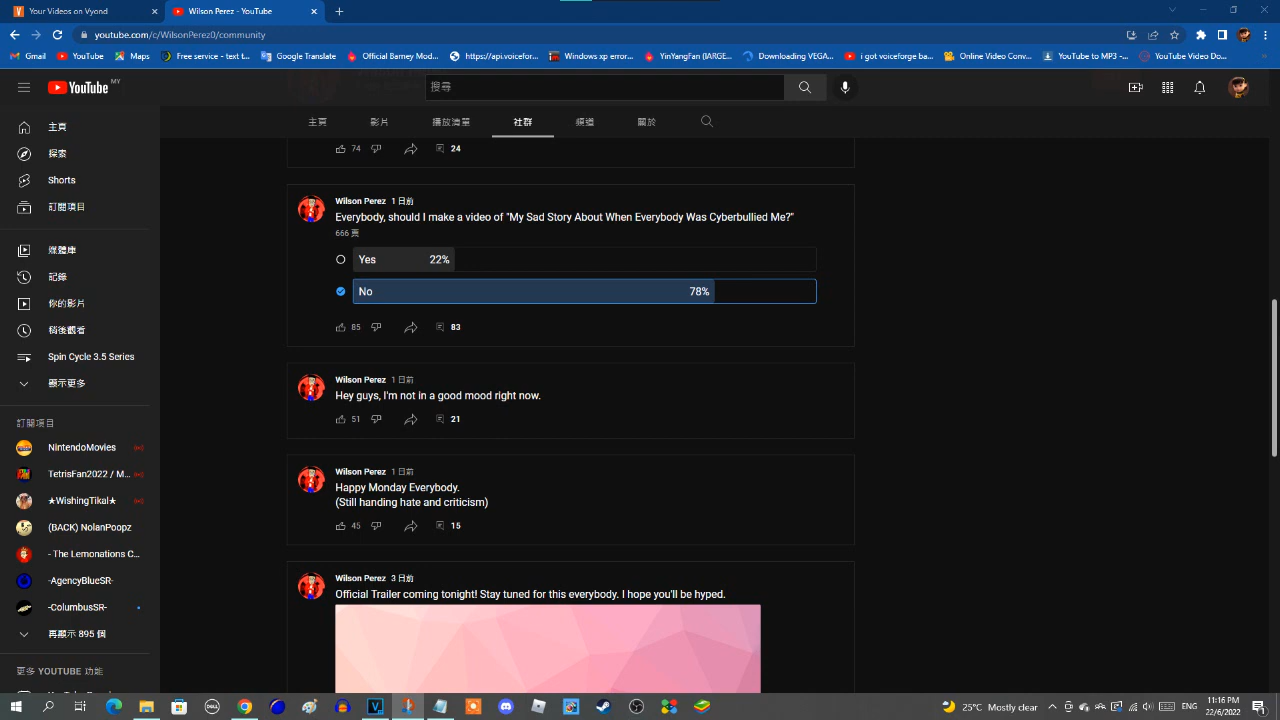 Your Videos on Vyond
Wilson Perez - YouTube
youtube.com/c/WilsonPerez0/community
Gmail
YouTube
Maps
Free service - text t...
Google Translate
Official Barney Mod...
https://api.voicefor...
Windows xp error...
YinYangFan (lARGE...
Downloading VEGA...
i got voiceforge ba...
Online Video Conv...
YouTube to MP3 -...
YouTube Video Do...
YouTube MY
搜尋
主頁
影片
播放清單
社群
頻道
關於
主頁
探索
Shorts
訂閱項目
媒體庫
記錄
你的影片
稍後觀看
Spin Cycle 3.5 Series
顯示更多
訂閱項目
NintendoMovies
TetrisFan2022 / M...
★WishingTikal★
(BACK) NolanPoopz
- The Lemonations C...
-AgencyBlueSR-
-ColumbusSR-
再顯示 895 個
更多 YOUTUBE 功能
74
24
Wilson Perez 1 日前
Everybody, should I make a video of "My Sad Story About When Everybody Was Cyberbullied Me?"
666 票
Yes 22%
No 78%
85
83
Wilson Perez 1 日前
Hey guys, I'm not in a good mood right now.
51
21
Wilson Perez 1 日前
Happy Monday Everybody.
(Still handing hate and criticism)
45
15
Wilson Perez 3 日前
Official Trailer coming tonight! Stay tuned for this everybody. I hope you'll be hyped.
DELL
25°C Mostly clear
ENG
11:16 PM
22/6/2022
1